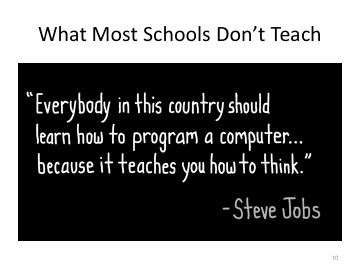 What Most Schools Don't Teach
“Everybody in this country should
learn how to program a computer...
because it teaches you how to think.”
- Steve Jobs
10